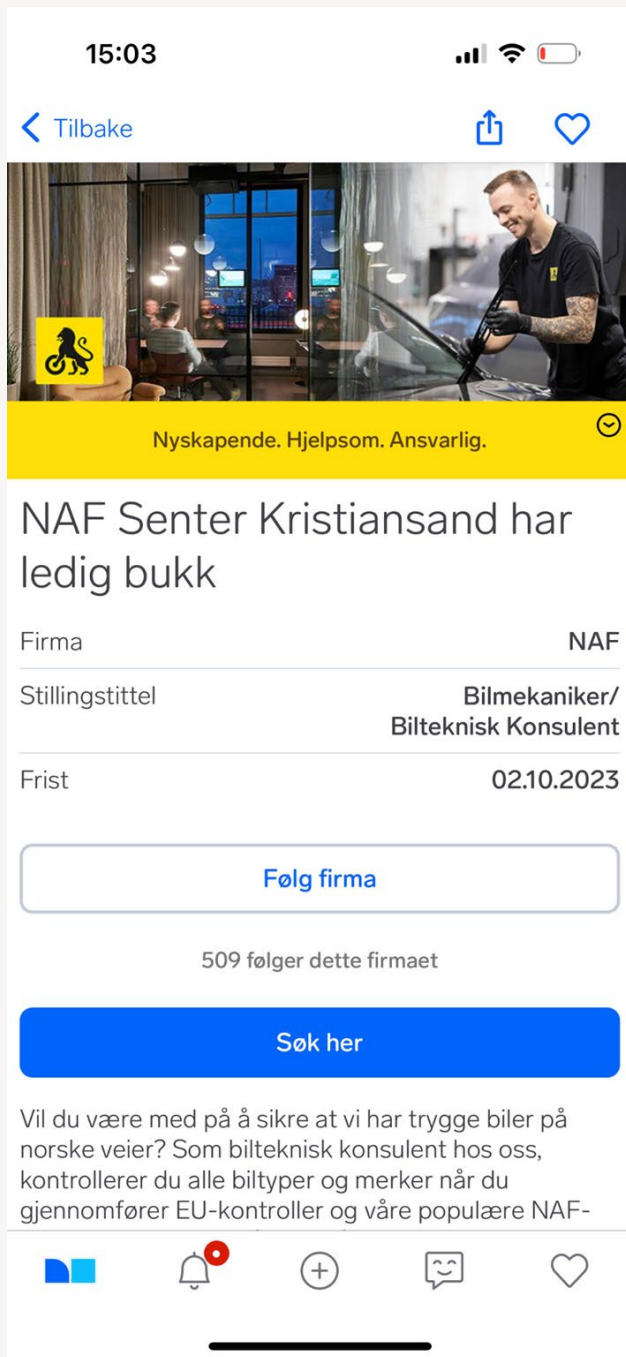 15:03
Tilbake
Nyskapende. Hjelpsom. Ansvarlig.
NAF Senter Kristiansand har
ledig bukk
Firma
NAF
Stillingstittel
Bilmekaniker/
Bilteknisk Konsulent
Frist
02.10.2023
Følg firma
509 følger dette firmaet
Søk her
Vil du være med på å sikre at vi har trygge biler på
norske veier? Som bilteknisk konsulent hos oss,
kontrollerer du alle biltyper og merker når du
gjennomfører EU-kontroller og våre populære NAF-